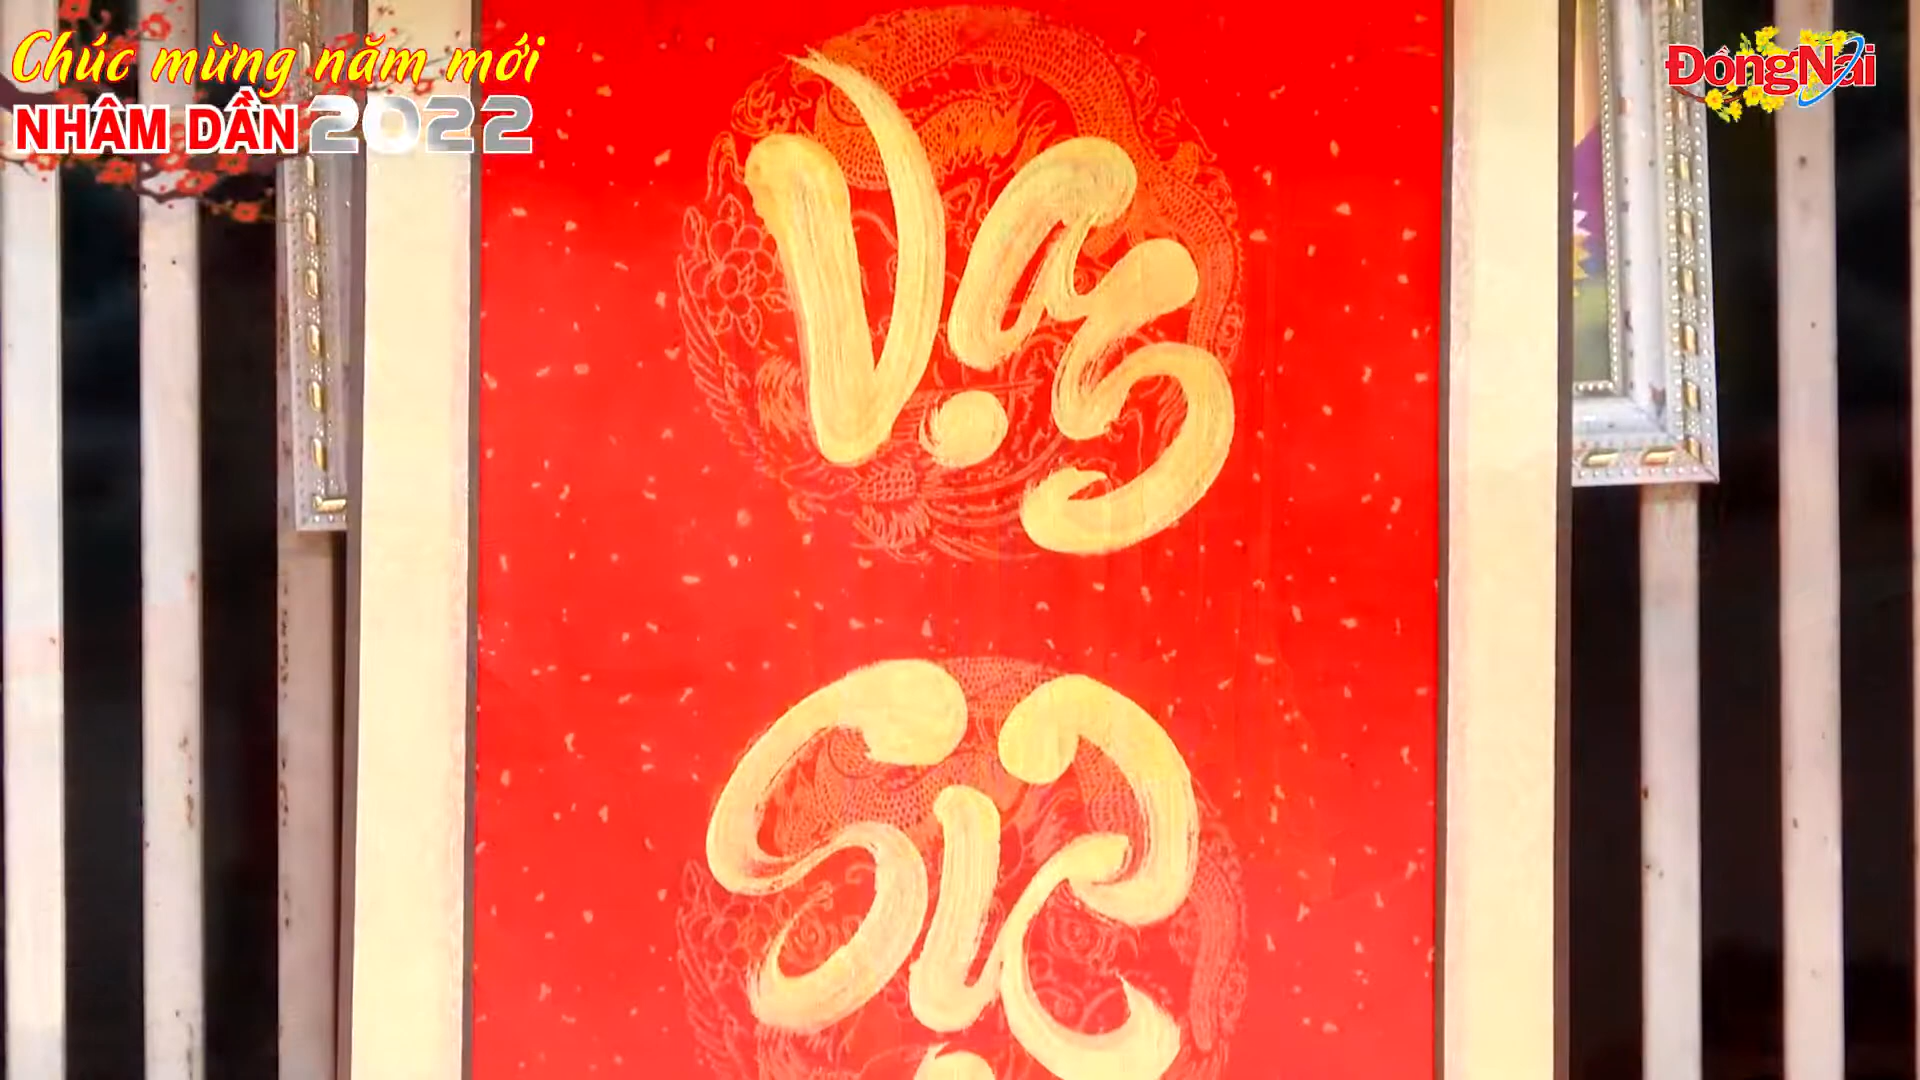 Chúc mừng năm mới
NHÂM DẦN 2022
ĐồngNai
Vạn
Sự